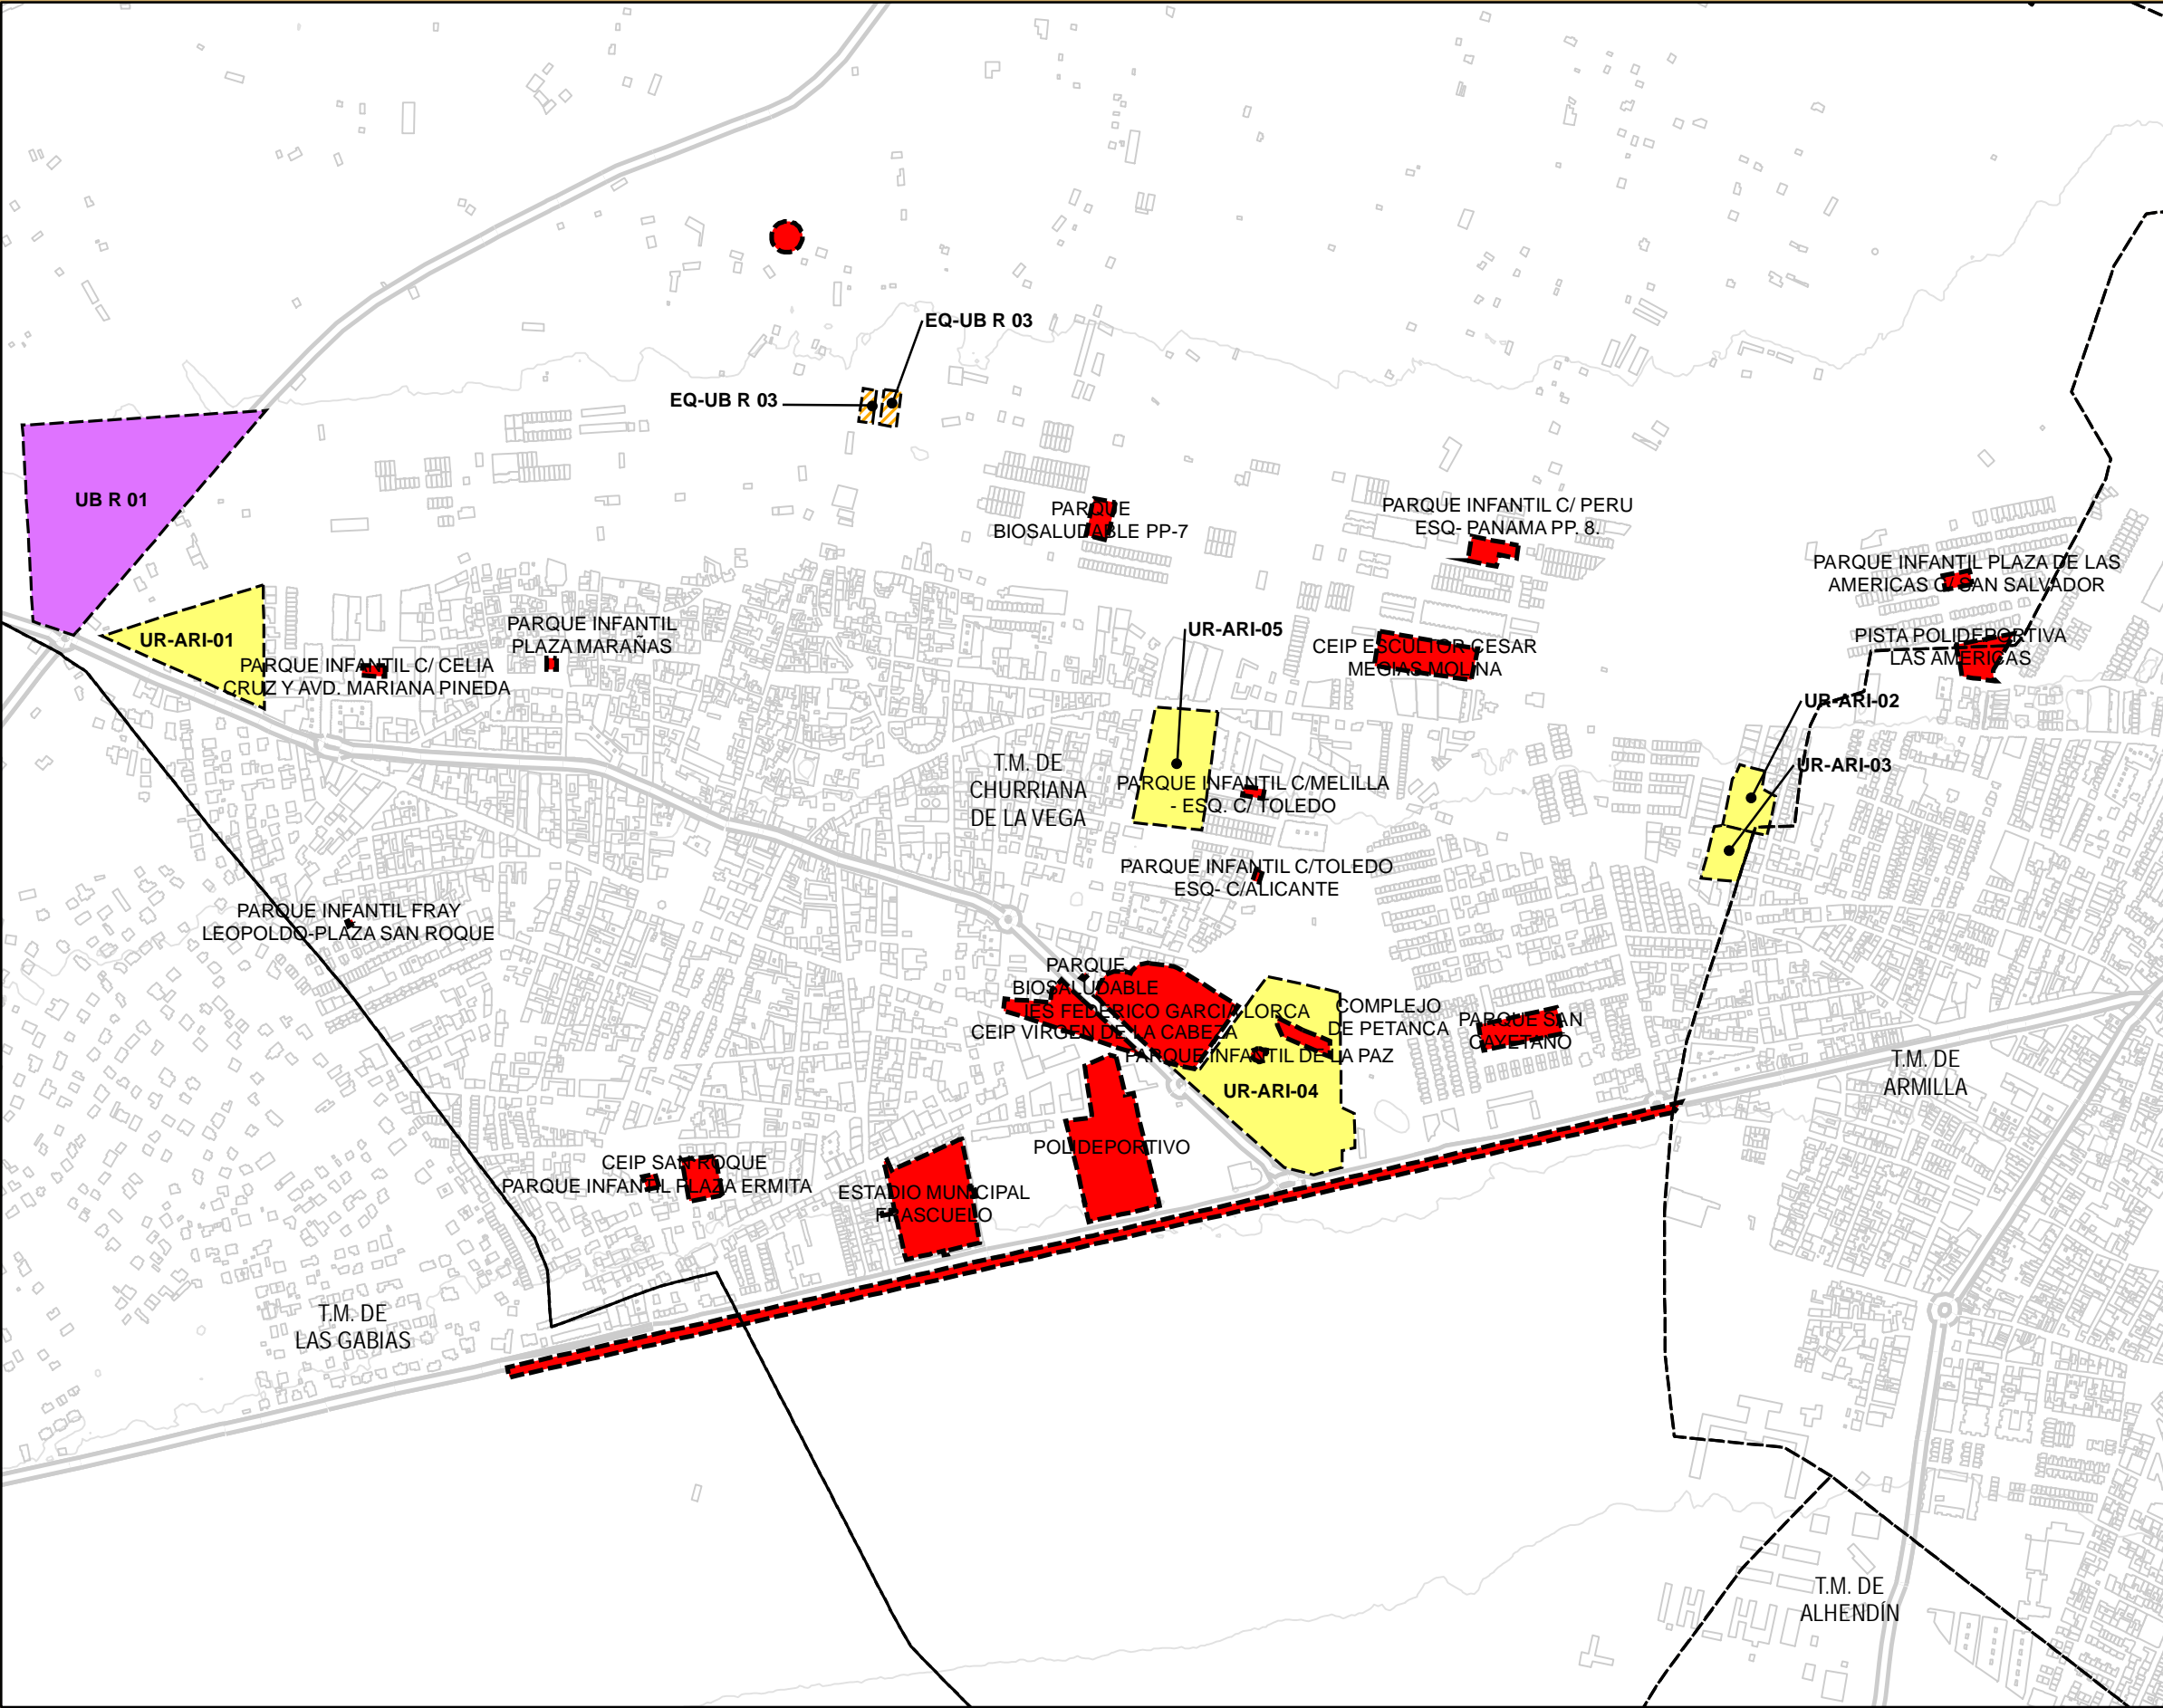 EQ-UB R 03
EQ-UB R 03
UB R 01
PARQUE
BIOSALUDABLE PP-7
PARQUE INFANTIL C/ PERU
ESQ- PANAMA PP. 8.
PARQUE INFANTIL PLAZA DE LAS
AMERICAS C/ SAN SALVADOR
UR-ARI-01
PARQUE INFANTIL
PLAZA MARAÑAS
UR-ARI-05
CEIP ESCULTOR CESAR
MEGIAS MOLINA
PISTA POLIDEPORTIVA
LAS AMERICAS
PARQUE INFANTIL C/ CELIA
CRUZ Y AVD. MARIANA PINEDA
UR-ARI-02
UR-ARI-03
T.M. DE
CHURRIANA
DE LA VEGA
PARQUE INFANTIL C/MELILLA
- ESQ. C/ TOLEDO
PARQUE INFANTIL C/TOLEDO
ESQ- C/ALICANTE
PARQUE INFANTIL FRAY
LEOPOLDO-PLAZA SAN ROQUE
PARQUE
BIOSALUDABLE
IES FEDERICO GARCIA LORCA
CEIP VIRGEN DE LA CABEZA
COMPLEJO
DE PETANCA
PARQUE SAN
CAYETANO
PARQUE INFANTIL DE LA PAZ
UR-ARI-04
T.M. DE
ARMILLA
POLIDEPORTIVO
CEIP SAN ROQUE
PARQUE INFANTIL PLAZA ERMITA
ESTADIO MUNICIPAL
FRASCUELO
T.M. DE
LAS GABIAS
T.M. DE
ALHENDÍN